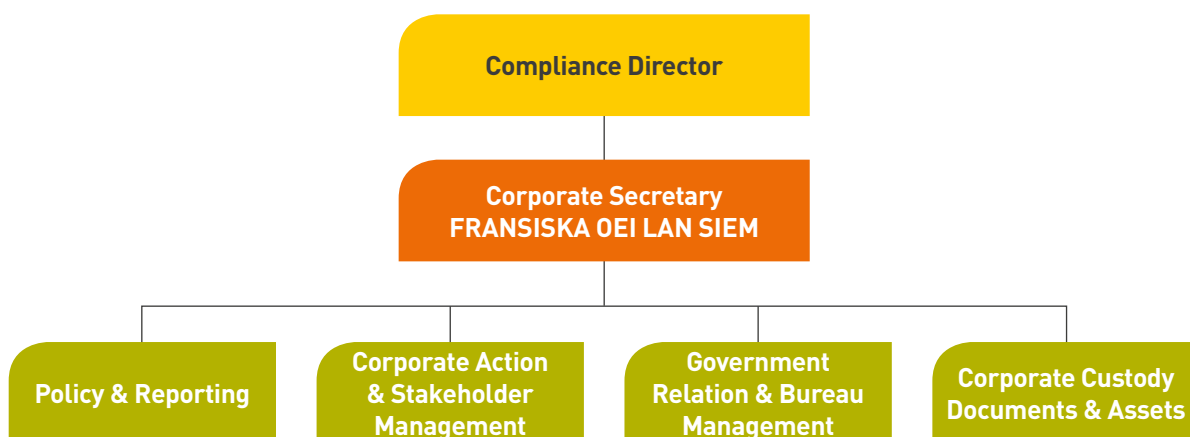 Compliance Director
Corporate Secretary
FRANSISKA OEI LAN SIEM
Policy & Reporting
Corporate Action
& Stakeholder
Management
Government
Relation & Bureau
Management
Corporate Custody
Documents & Assets